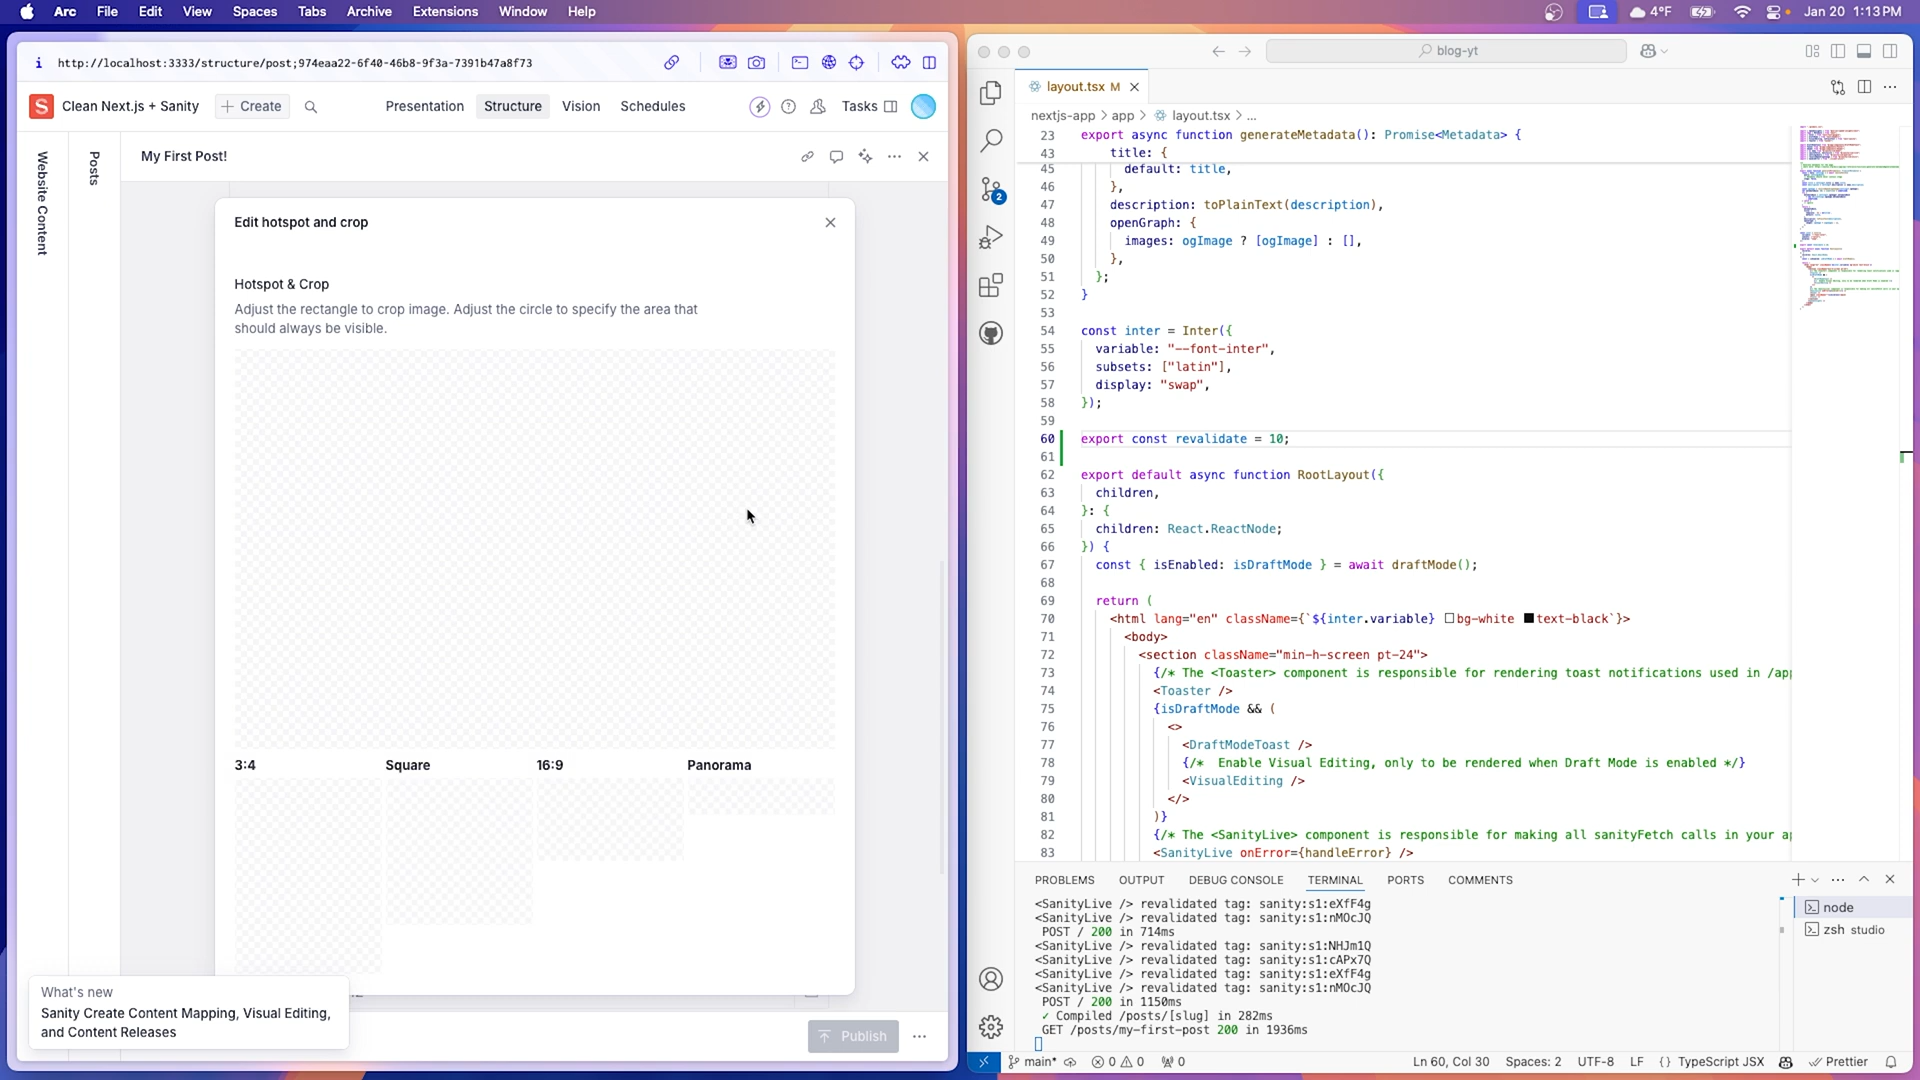 Arc File Edit View Spaces Tabs Archive Extensions Window Help
4°F Jan 20 1:13 PM
http://localhost:3333/structure/post;974eaa22-6f40-46b8-9f3a-7391b47a8f73
S Clean Next.js + Sanity + Create Presentation Structure Vision Schedules Tasks
Website Content
Posts
My First Post!
Edit hotspot and crop
Hotspot & Crop
Adjust the rectangle to crop image. Adjust the circle to specify the area that
should always be visible.
3:4 Square 16:9 Panorama
What's new
Sanity Create Content Mapping, Visual Editing,
and Content Releases
Publish
blog-yt
layout.tsx M
nextjs-app > app > layout.tsx > ...
2
23 export async function generateMetadata(): Promise<Metadata> {
43 title: {
45 default: title,
46 },
47 description: toPlainText(description),
48 openGraph: {
49 images: ogImage ? [ogImage] : [],
50 },
51 };
52 }
53
54 const inter = Inter({
55 variable: "--font-inter",
56 subsets: ["latin"],
57 display: "swap",
58 });
59
60 export const revalidate = 10;
61
62 export default async function RootLayout({
63 children,
64 }: {
65 children: React.ReactNode;
66 }) {
67 const { isEnabled: isDraftMode } = await draftMode();
68
69 return (
70 <html lang="en" className={`${inter.variable} bg-white text-black`}>
71 <body>
72 <section className="min-h-screen pt-24">
73 {/* The <Toaster> component is responsible for rendering toast notifications used in /app
74 <Toaster />
75 {isDraftMode && (
76 <>
77 <DraftModeToast />
78 {/* Enable Visual Editing, only to be rendered when Draft Mode is enabled */}
79 <VisualEditing />
80 </>
81 )}
82 {/* The <SanityLive> component is responsible for making all sanityFetch calls in your a
83 <SanityLive onError={handleError} />
PROBLEMS OUTPUT DEBUG CONSOLE TERMINAL PORTS COMMENTS
<SanityLive /> revalidated tag: sanity:s1:eXfF4g
<SanityLive /> revalidated tag: sanity:s1:nMOcJQ
POST / 200 in 714ms
<SanityLive /> revalidated tag: sanity:s1:NHJm1Q
<SanityLive /> revalidated tag: sanity:s1:cAPx7Q
<SanityLive /> revalidated tag: sanity:s1:eXfF4g
<SanityLive /> revalidated tag: sanity:s1:nMOcJQ
POST / 200 in 1150ms
✓ Compiled /posts/[slug] in 282ms
GET /posts/my-first-post 200 in 1936ms
node
zsh studio
main* 0 0 0 Ln 60, Col 30 Spaces: 2 UTF-8 LF {} TypeScript JSX Prettier